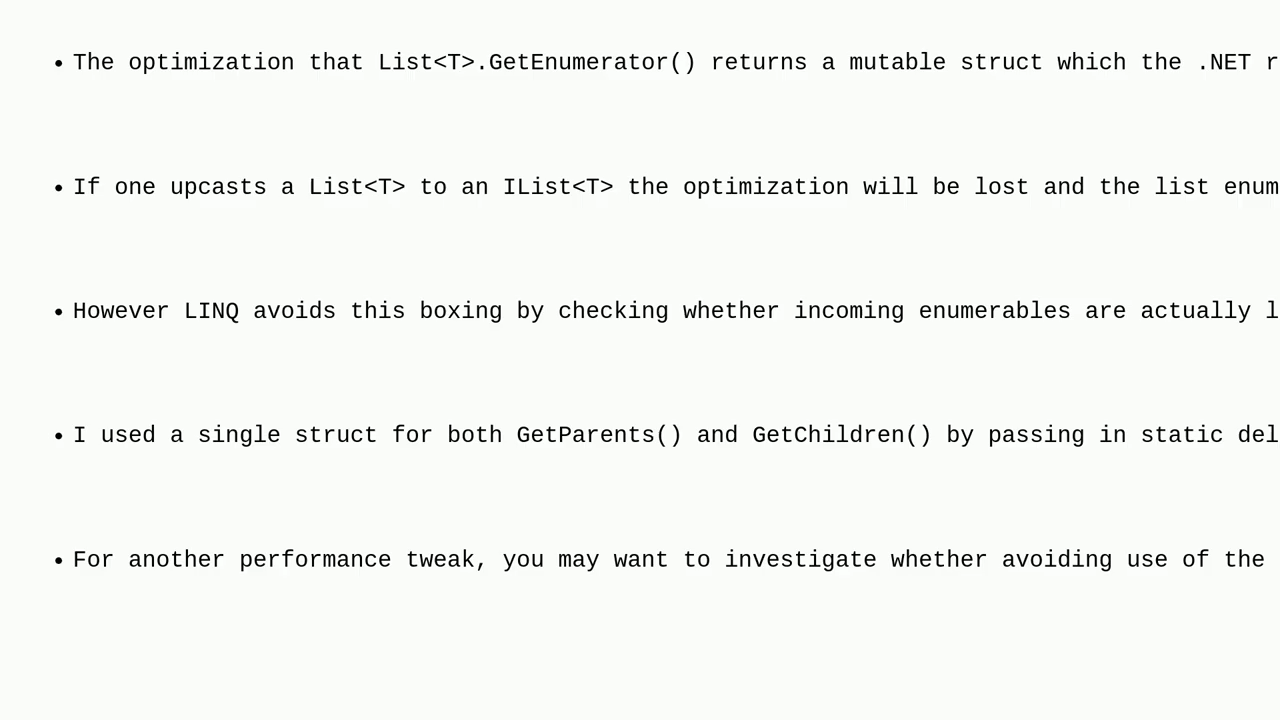 • The optimization that List<T>.GetEnumerator() returns a mutable struct which the .NET
• If one upcasts a List<T> to an IList<T> the optimization will be lost and the list
• However LINQ avoids this boxing by checking whether incoming enumerables are actually
• I used a single struct for both GetParents() and GetChildren() by passing in static
• For another performance tweak, you may want to investigate whether avoiding use of the